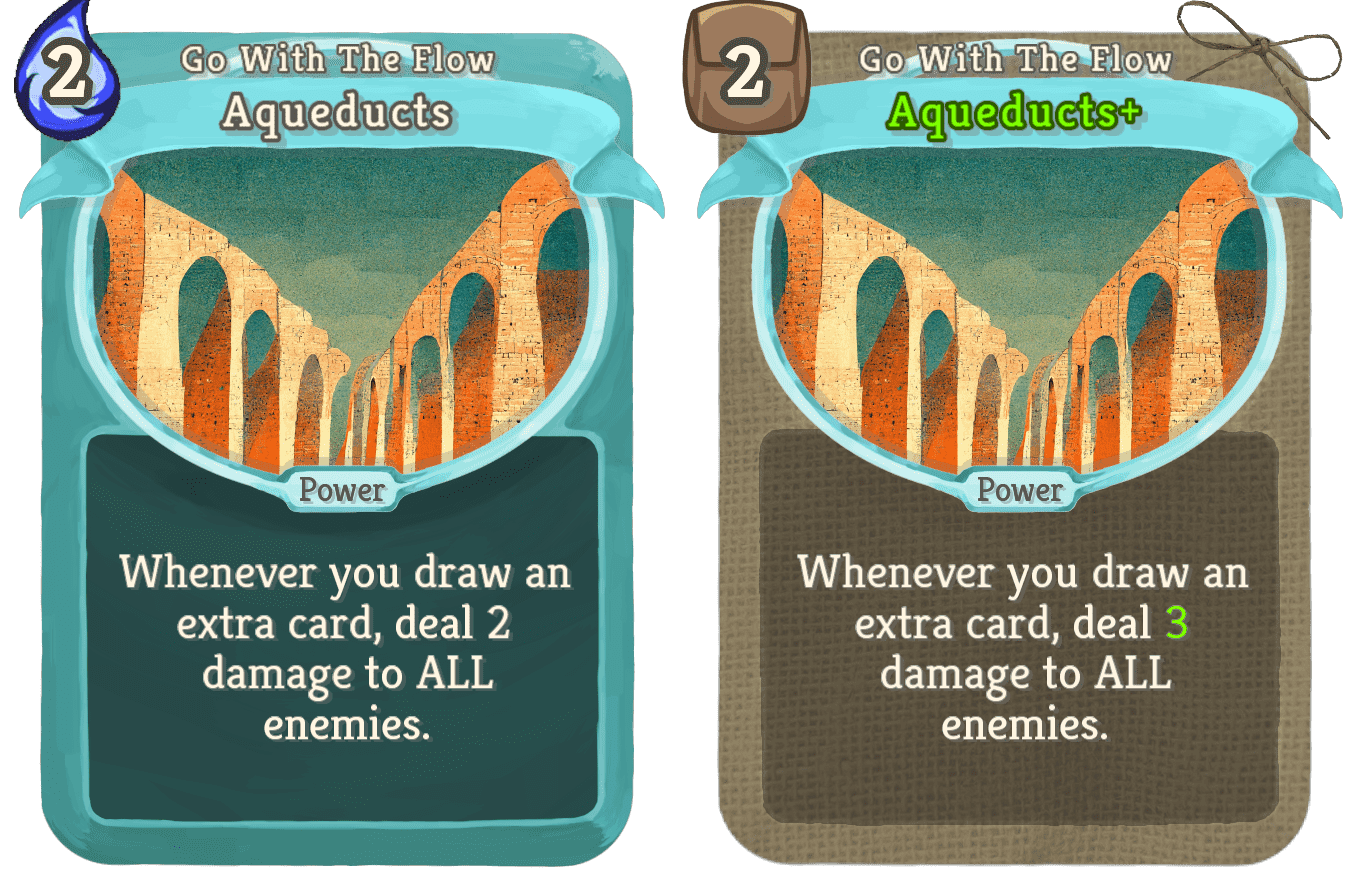 2
Go With The Flow
Aqueducts
Power
Whenever you draw an
extra card, deal 2
damage to ALL
enemies.
2
Go With The Flow
Aqueducts+
Power
Whenever you draw an
extra card, deal 3
damage to ALL
enemies.